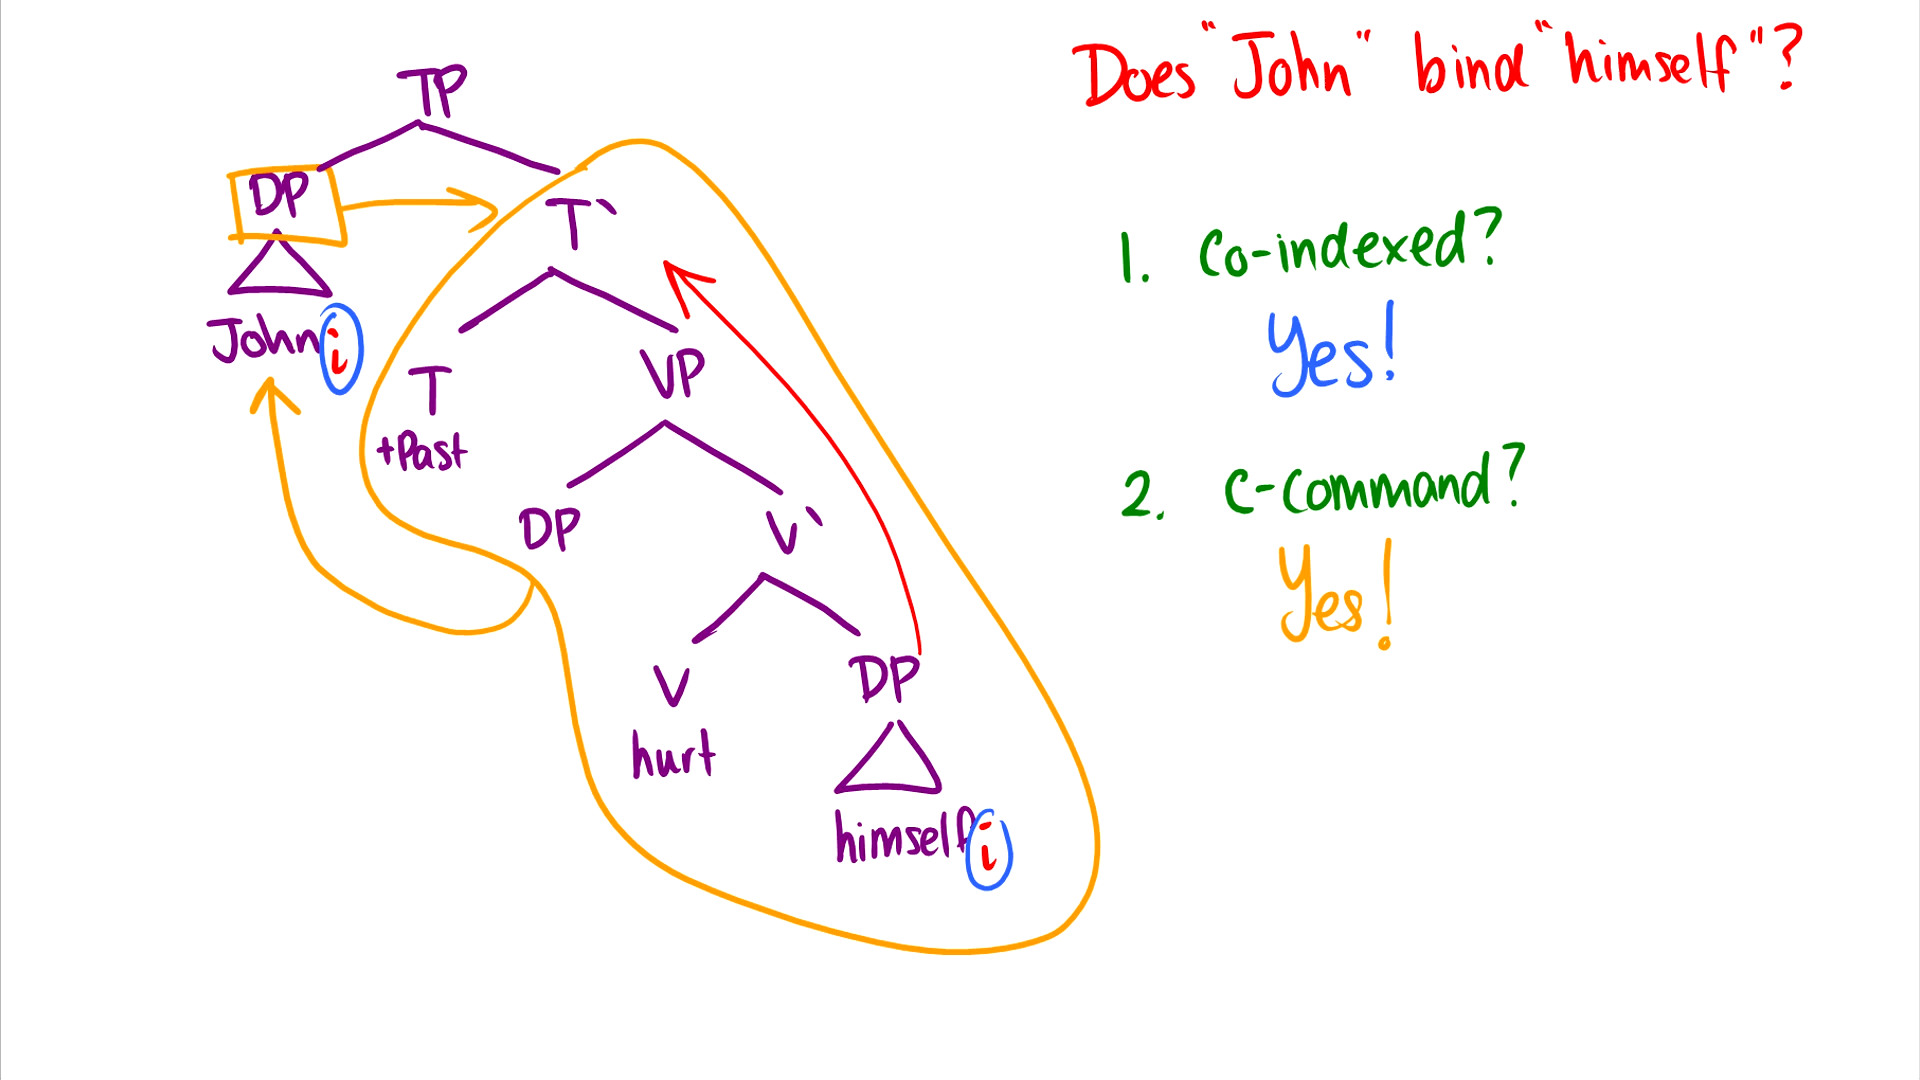 Does "John" bind "himself"?
TP
DP
T`
John i
T
VP
+Past
DP
V`
V
DP
hurt
himself i
1. Co-indexed?
Yes!
2. C-command?
Yes!